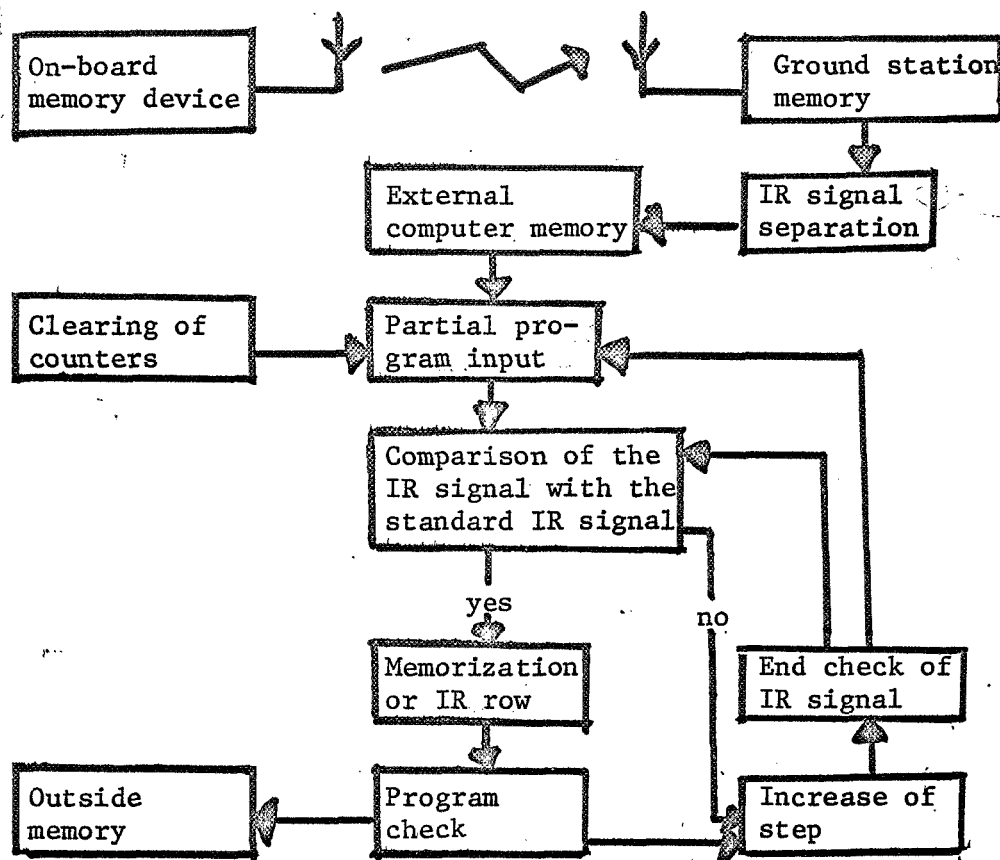 On-board
memory device
Ground station
memory
IR signal
separation
External
computer memory
Clearing of
counters
Partial pro-
gram input
Comparison of the
IR signal with the
standard IR signal
yes
no
Memorization
or IR row
End check of
IR signal
Outside
memory
Program
check
Increase of
step